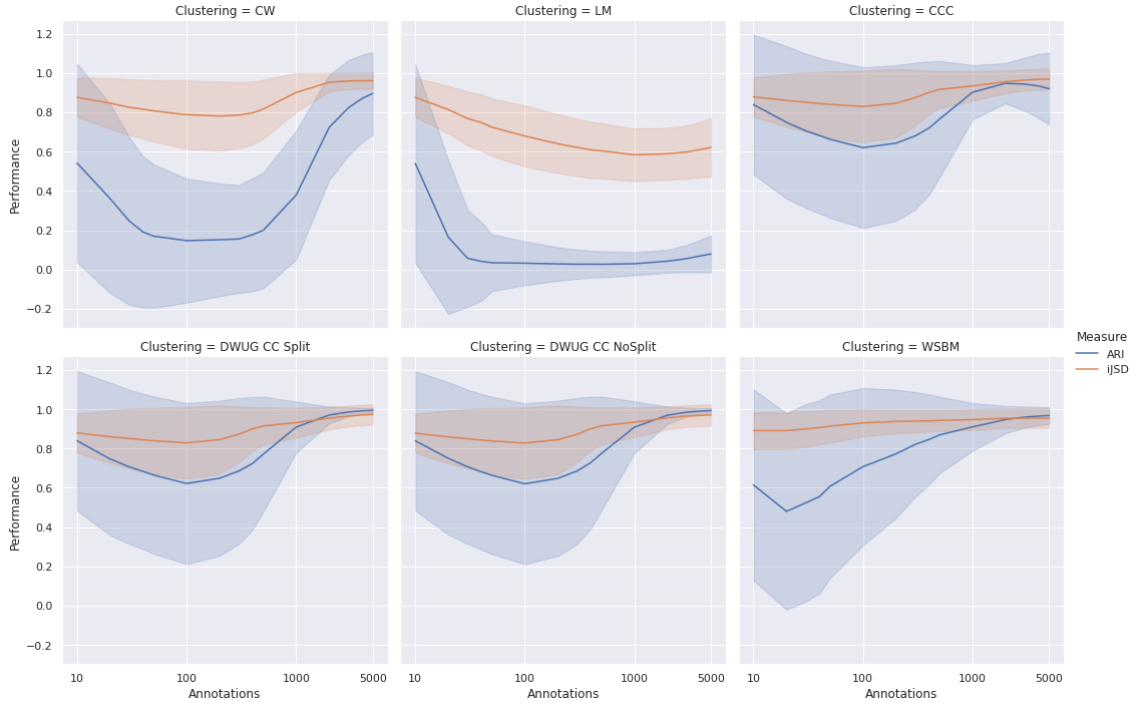 Clustering = CW
Clustering = LM
Clustering = CCC
1.2
1.0
0.8
0.6
0.4
0.2
0.0
−0.2
Performance
Clustering = DWUG CC Split
Clustering = DWUG CC NoSplit
Clustering = WSBM
Measure
ARI
iJSD
1.2
1.0
0.8
0.6
0.4
0.2
0.0
−0.2
Performance
10 100 1000 5000
10 100 1000 5000
10 100 1000 5000
Annotations
Annotations
Annotations